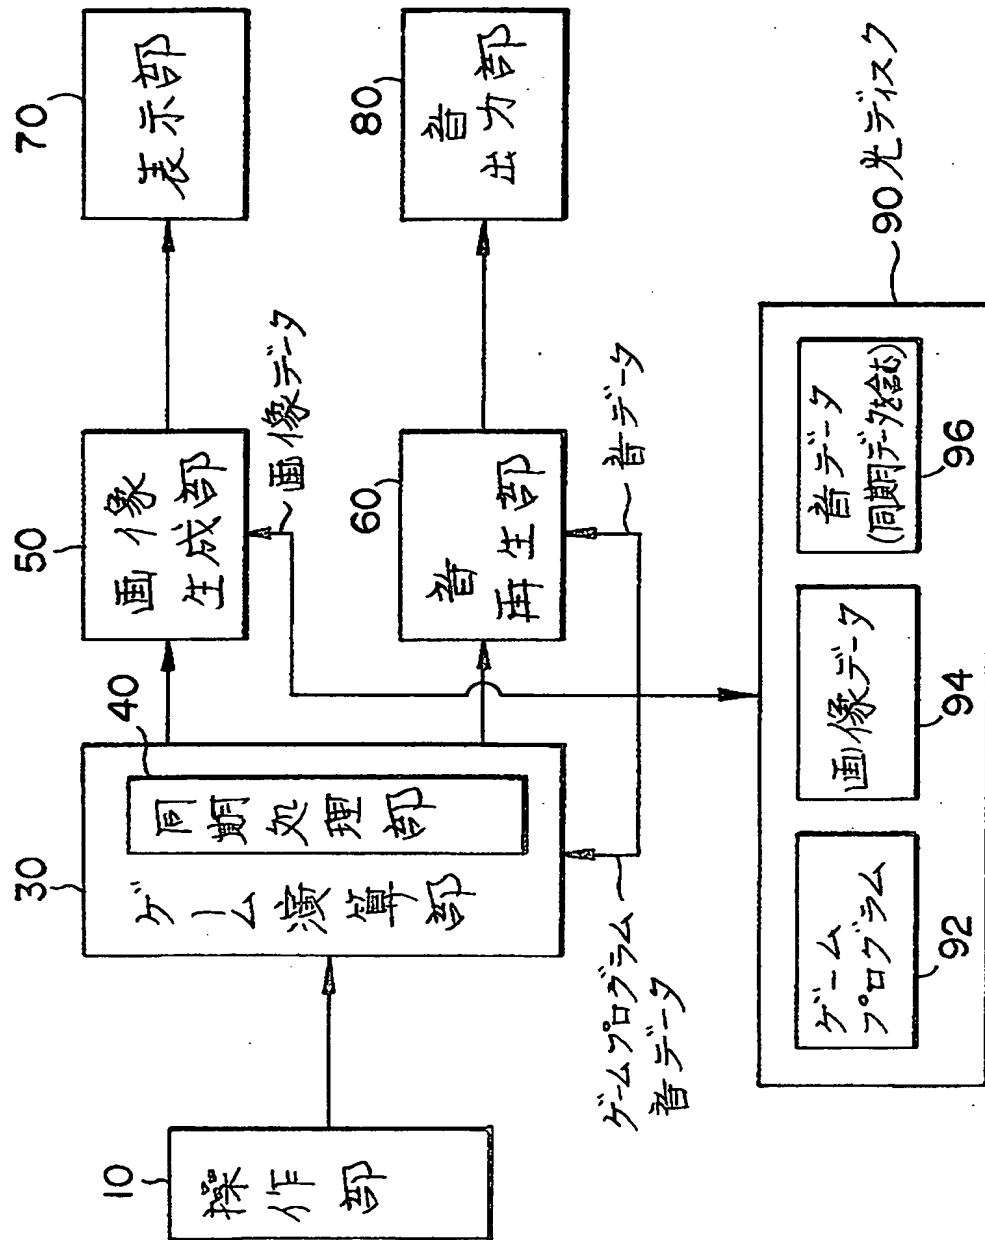 10
操作部
30
ゲーム演算部
40
同期処理部
50
画像
生成部
70
表示部
画像データ
60
音
再生部
80
音
出力部
音データ
ゲームプログラム
音データ
90 光ディスク
ゲーム
プログラム
92
画像データ
94
音データ
(同期データを含む)
96